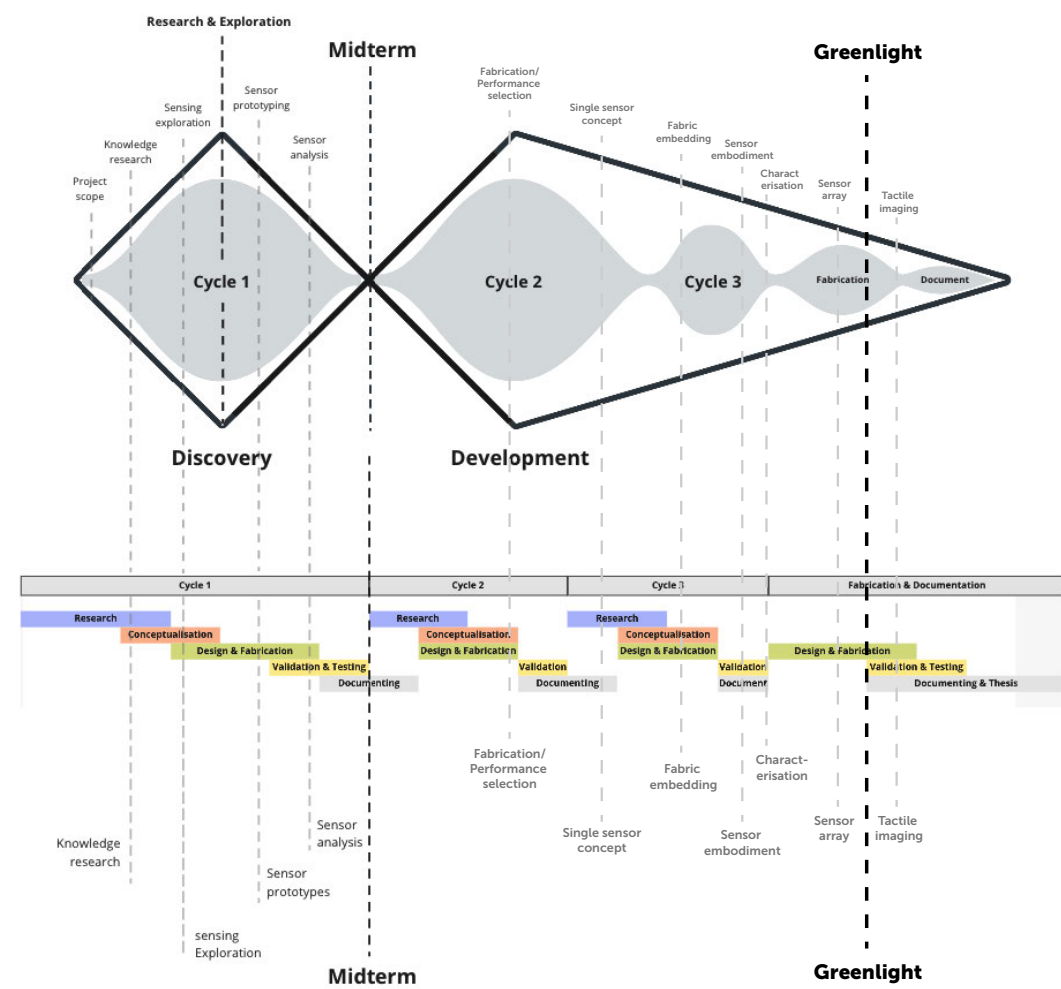 Research & Exploration
Midterm
Greenlight
Fabrication/
Performance
selection
Sensor
prototyping
Sensing
exploration
Single sensor
concept
Fabric
embedding
Knowledge
research
Sensor
analysis
Sensor
embodiment
Charact
erisation
Project
scope
Sensor
array
Tactile
imaging
Cycle 1
Cycle 2
Cycle 3
Fabrication
Document
Discovery
Development
Cycle 1
Cycle 2
Cycle 3
Fabrication & Documentation
Research
Research
Research
Conceptualisation
Conceptualisation
Conceptualisation
Design & Fabrication
Design & Fabrication
Design & Fabrication
Design & Fabrication
Validation & Testing
Validation
Validation
Validation & Testing
Documenting
Documenting
Document
Documenting & Thesis
Fabrication/
Performance
selection
Fabric
embedding
Charact-
erisation
Knowledge
research
Sensor
analysis
Single sensor
concept
Sensor
embodiment
Sensor
array
Tactile
imaging
Sensor
prototypes
sensing
Exploration
Midterm
Greenlight